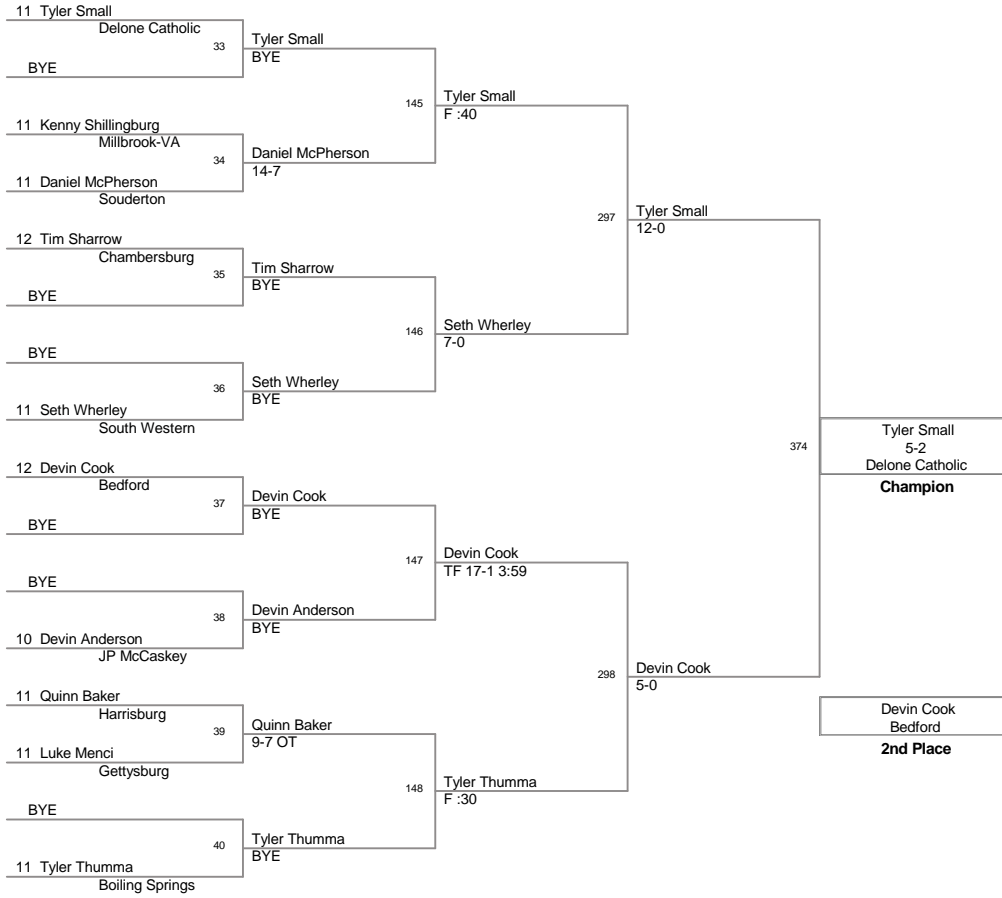 11 Tyler Small
Delone Catholic
33
BYE
Tyler Small
BYE
11 Kenny Shillingburg
Millbrook-VA
34
11 Daniel McPherson
Souderton
Daniel McPherson
14-7
145
Tyler Small
F :40
12 Tim Sharrow
Chambersburg
35
BYE
Tim Sharrow
BYE
BYE
36
11 Seth Wherley
South Western
Seth Wherley
BYE
146
Seth Wherley
7-0
297
Tyler Small
12-0
12 Devin Cook
Bedford
37
BYE
Devin Cook
BYE
BYE
38
10 Devin Anderson
JP McCaskey
Devin Anderson
BYE
147
Devin Cook
TF 17-1 3:59
11 Quinn Baker
Harrisburg
39
11 Luke Menci
Gettysburg
Quinn Baker
9-7 OT
BYE
40
11 Tyler Thumma
Boiling Springs
Tyler Thumma
BYE
148
Tyler Thumma
F :30
298
Devin Cook
5-0
374
Tyler Small
5-2
Delone Catholic
Champion
Devin Cook
Bedford
2nd Place